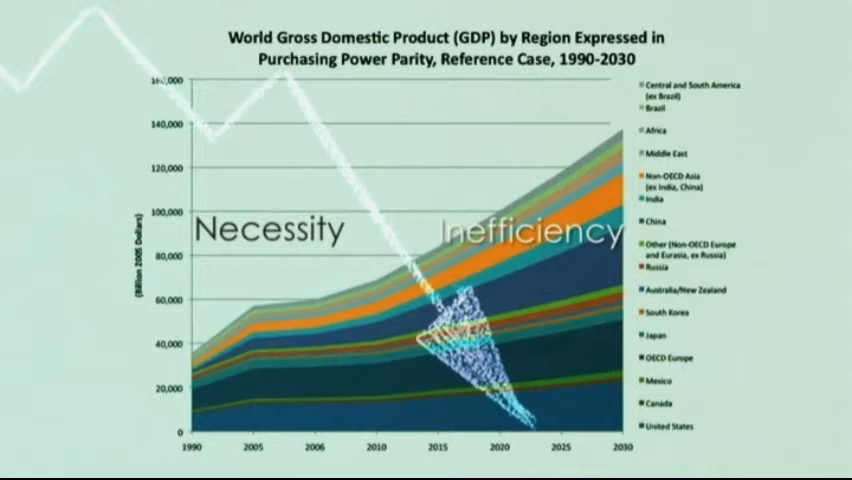 World Gross Domestic Product (GDP) by Region Expressed in
Purchasing Power Parity, Reference Case, 1990-2030
160,000
140,000
120,000
100,000
80,000
60,000
40,000
20,000
0
(Billion 2005 Dollars)
Necessity
Inefficiency
1990
2005
2006
2010
2015
2020
2025
2030
Central and South America
(ex Brazil)
Brazil
Africa
Middle East
Non-OECD Asia
(ex India, China)
India
China
Other (Non-OECD Europe
and Eurasia, ex Russia)
Russia
Australia/New Zealand
South Korea
Japan
OECD Europe
Mexico
Canada
United States